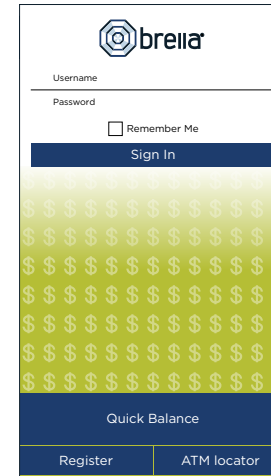 brella
Username
Password
Remember Me
Sign In
$ $ $ $ $ $ $ $ $ $ $ $
$ $ $ $ $ $ $ $ $ $ $ $
$ $ $ $ $ $ $ $ $ $ $ $
$ $ $ $ $ $ $ $ $ $ $ $
$ $ $ $ $ $ $ $ $ $ $ $
$ $ $ $ $ $ $ $ $ $ $ $
$ $ $ $ $ $ $ $ $ $ $ $
$ $ $ $ $ $ $ $ $ $ $ $
Quick Balance
Register ATM locator